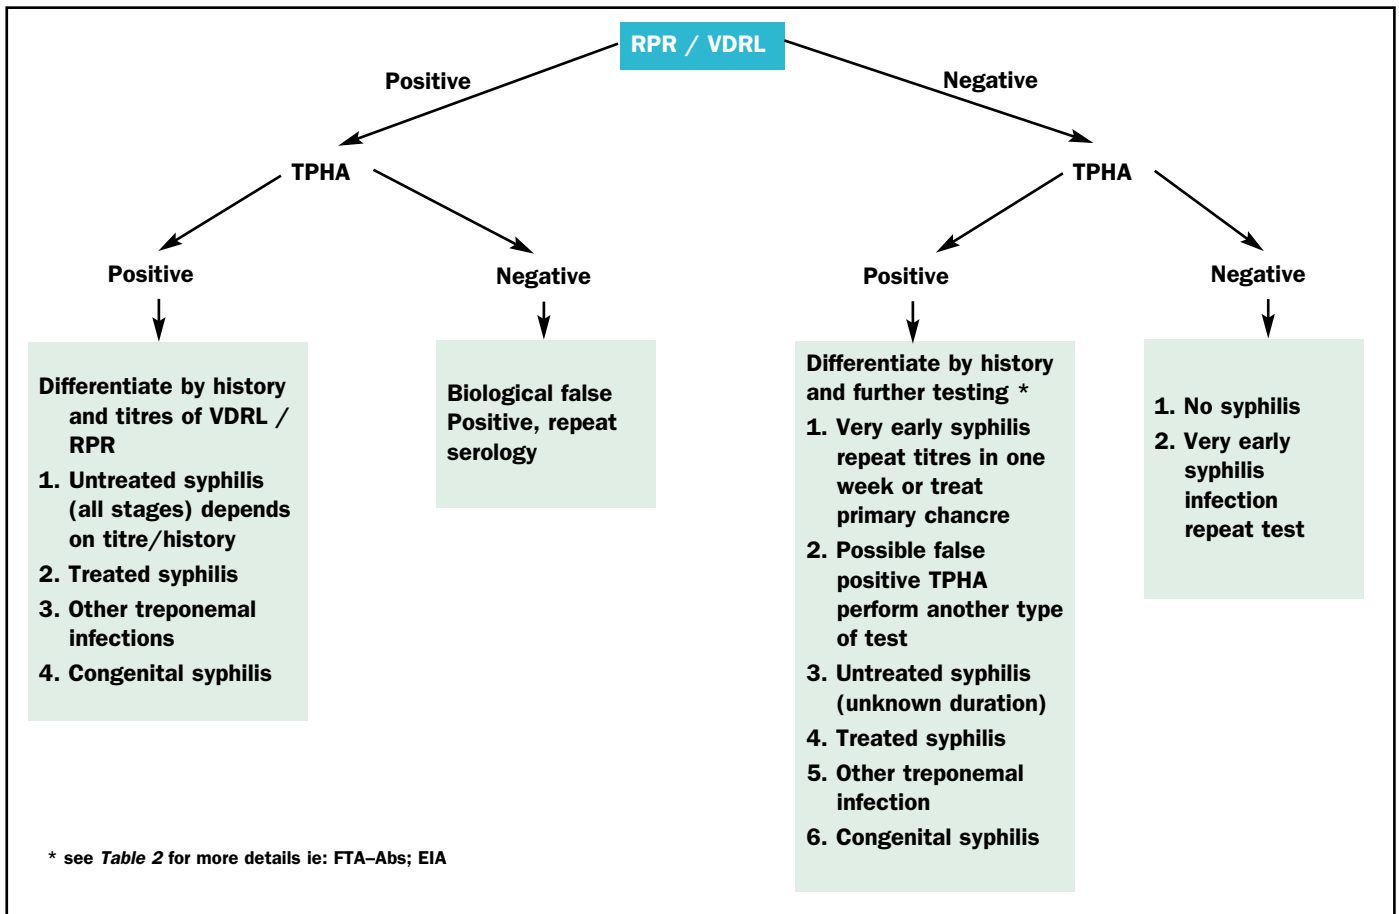 RPR / VDRL
Positive
Negative
TPHA
TPHA
Positive
Negative
Positive
Negative
Differentiate by history
and titres of VDRL /
RPR
1. Untreated syphilis
(all stages) depends
on titre/history
2. Treated syphilis
3. Other treponemal
infections
4. Congenital syphilis
Biological false
Positive, repeat
serology
Differentiate by history
and further testing *
1. Very early syphilis
repeat titres in one
week or treat
primary chancre
2. Possible false
positive TPHA
perform another type
of test
3. Untreated syphilis
(unknown duration)
4. Treated syphilis
5. Other treponemal
infection
6. Congenital syphilis
1. No syphilis
2. Very early
syphilis
infection
repeat test
* see Table 2 for more details ie: FTA–Abs; EIA